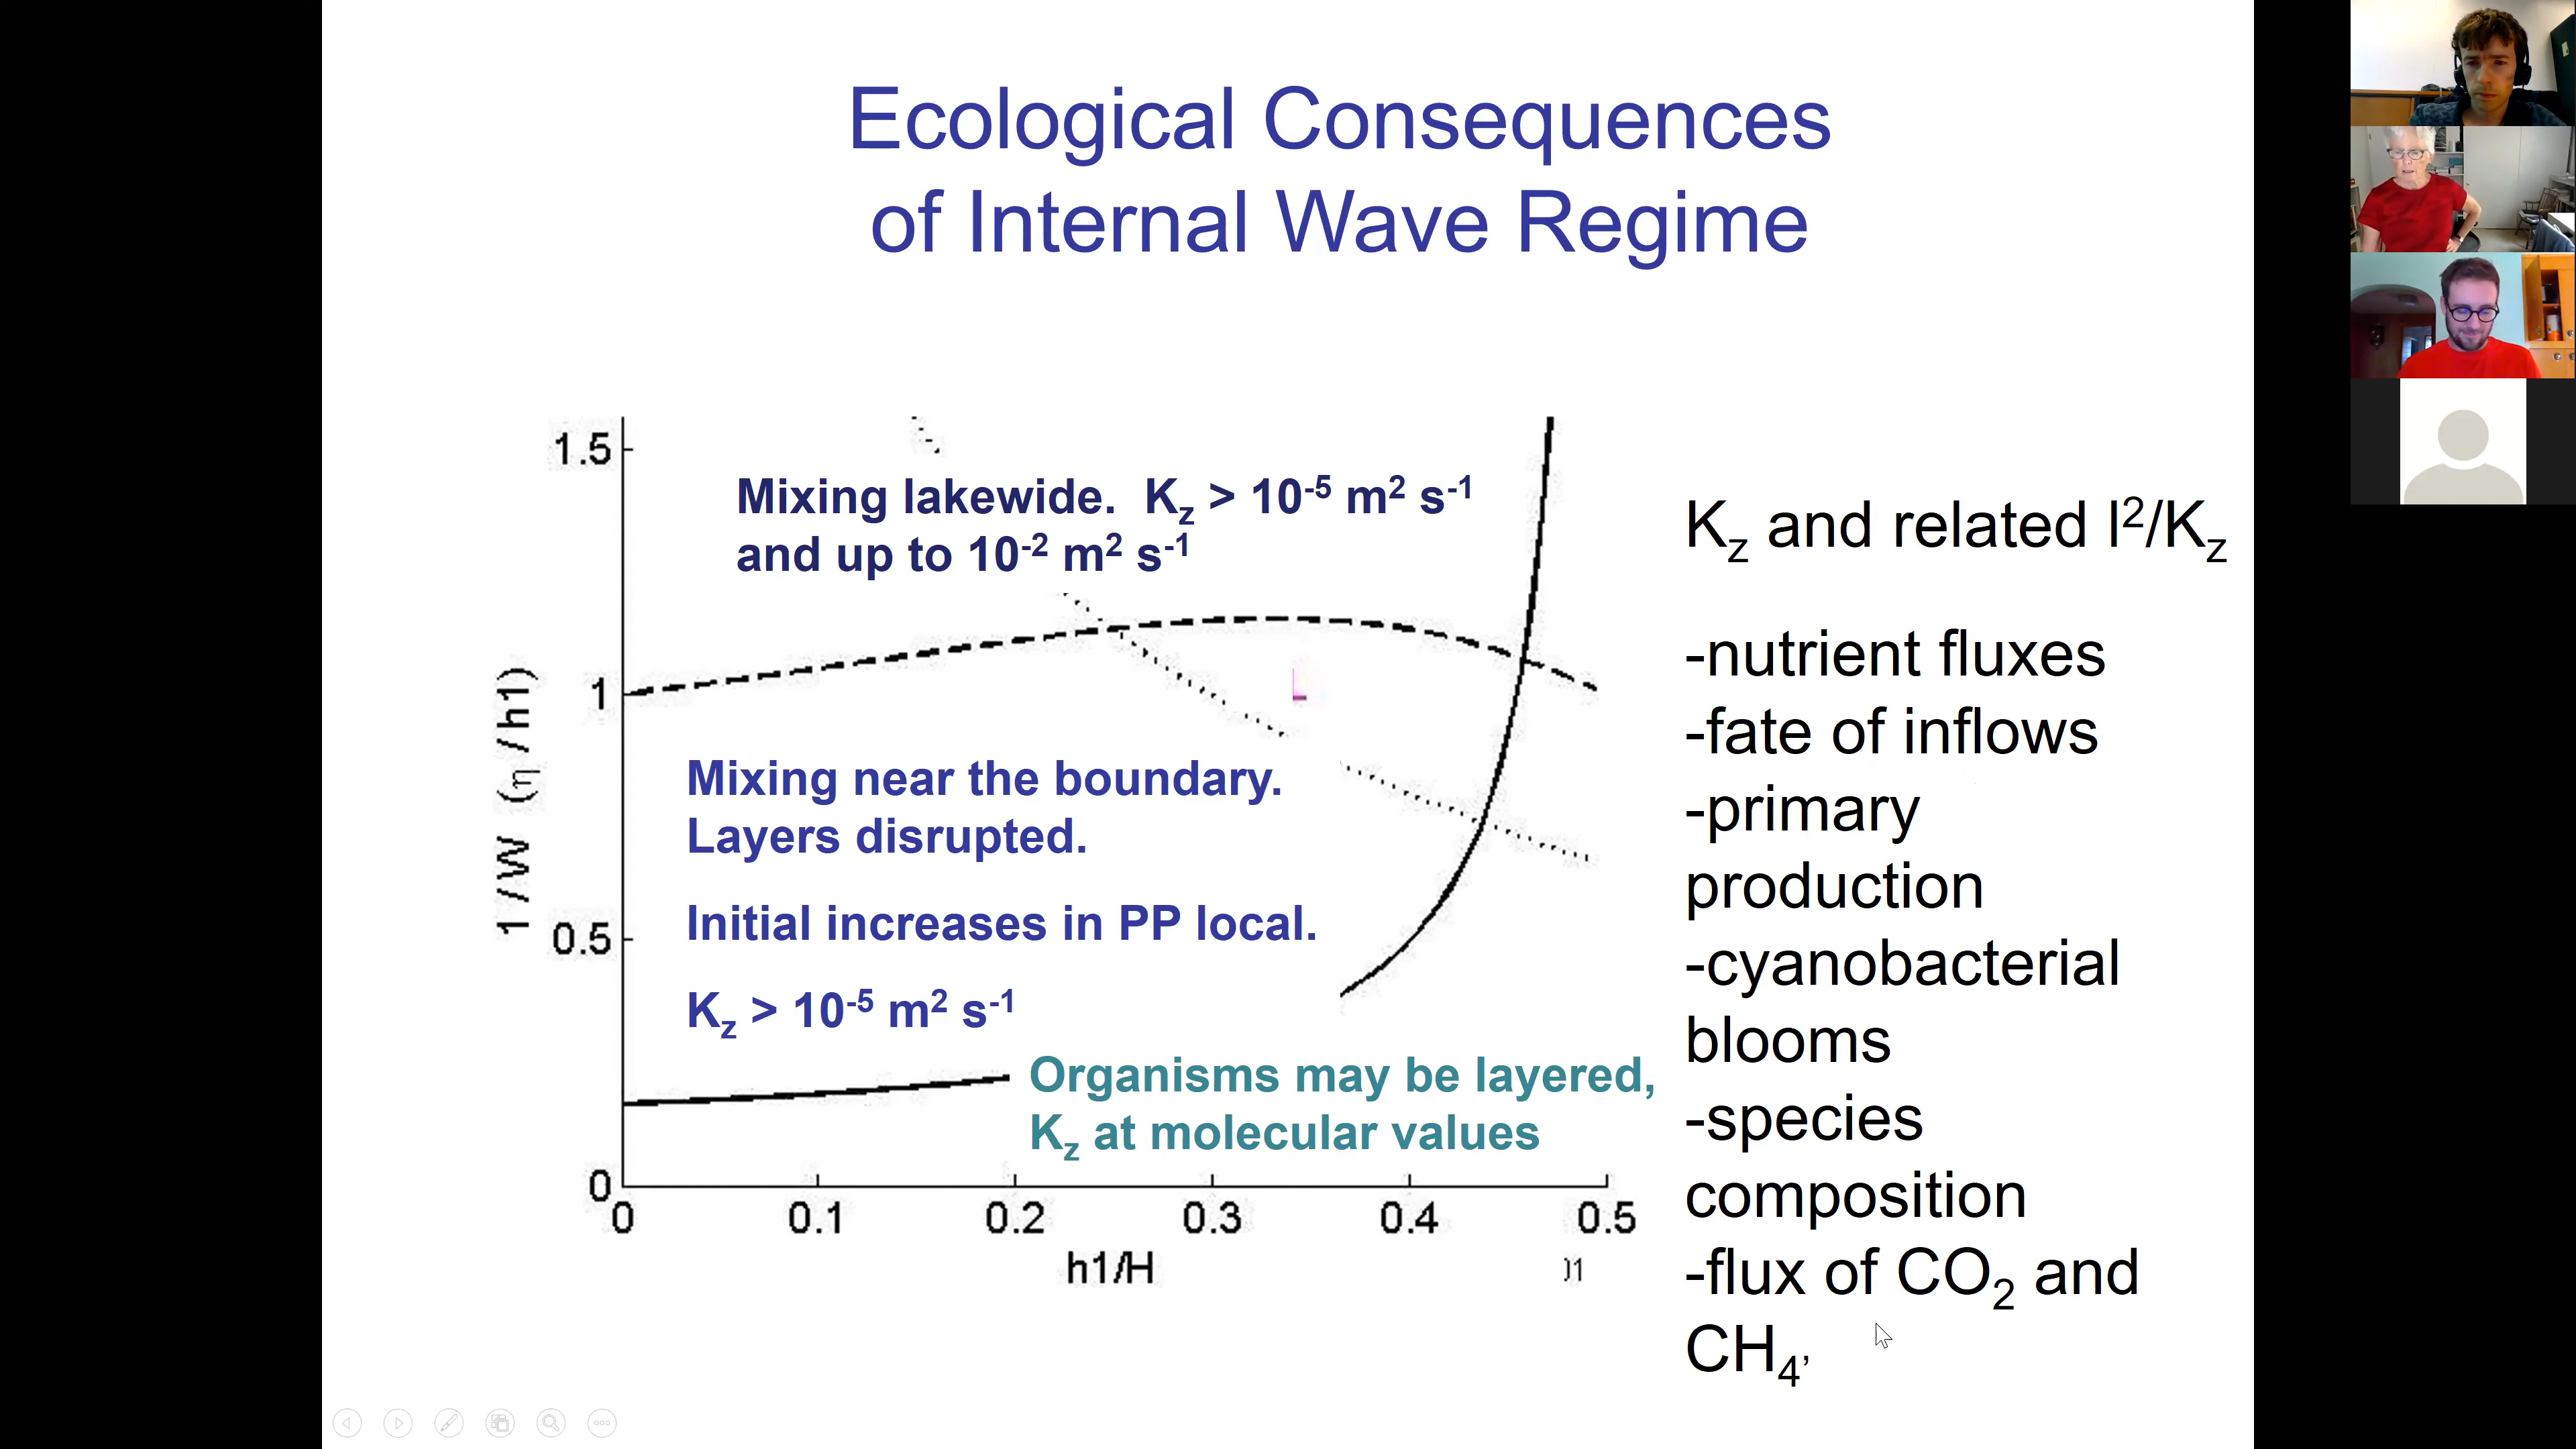 Ecological Consequences
of Internal Wave Regime
1.5
1
0.5
0
1/W (η/h1)
Mixing lakewide. Kz > 10-5 m2 s-1
and up to 10-2 m2 s-1
Mixing near the boundary.
Layers disrupted.
Initial increases in PP local.
Kz > 10-5 m2 s-1
Organisms may be layered,
Kz at molecular values
0 0.1 0.2 0.3 0.4 0.5
h1/H
Kz and related l2/Kz
-nutrient fluxes
-fate of inflows
-primary
production
-cyanobacterial
blooms
-species
composition
-flux of CO2 and
CH4,